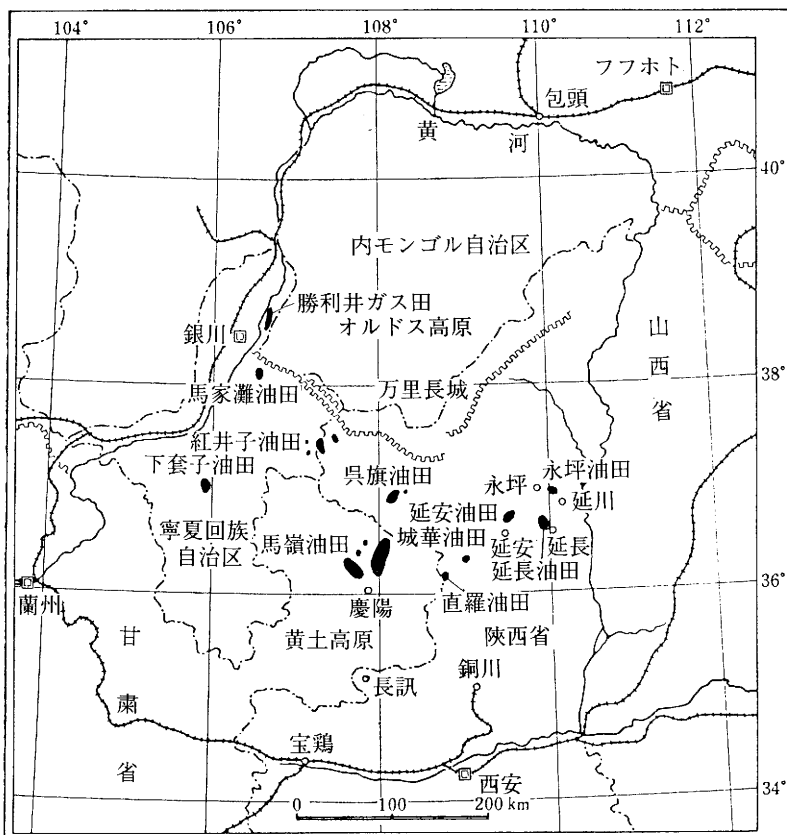 104°
106°
108°
110°
112°
フフホト
包頭
黄
河
40°
内モンゴル自治区
勝利井ガス田
オルドス高原
銀川
山
西
省
38°
馬家灘油田
万里長城
紅井子油田
下套子油田
呉旗油田
永坪
永坪油田
延川
延安油田
寧夏回族
自治区
馬嶺油田
城華油田
延安
延長
延長油田
36°
蘭州
慶陽
直羅油田
甘
粛
省
黄土高原
陝西省
長訊
銅川
宝鶏
西安
34°
0 100 200 km